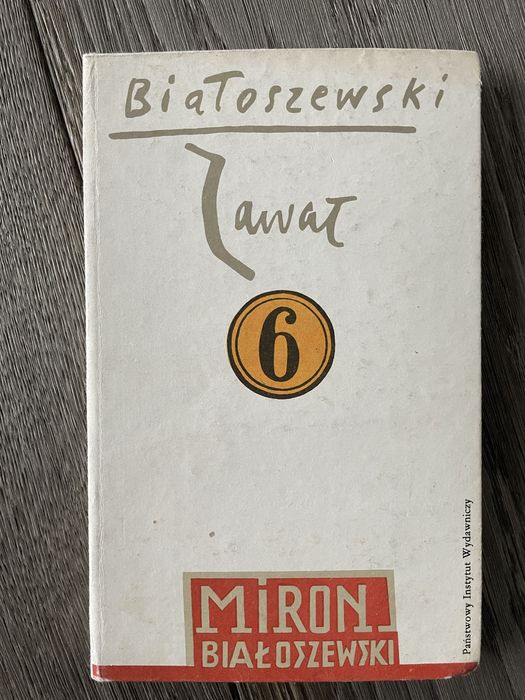 Białoszewski
Zawał
6
MiRON
BIAŁOSZEWSKI
Państwowy Instytut Wydawniczy